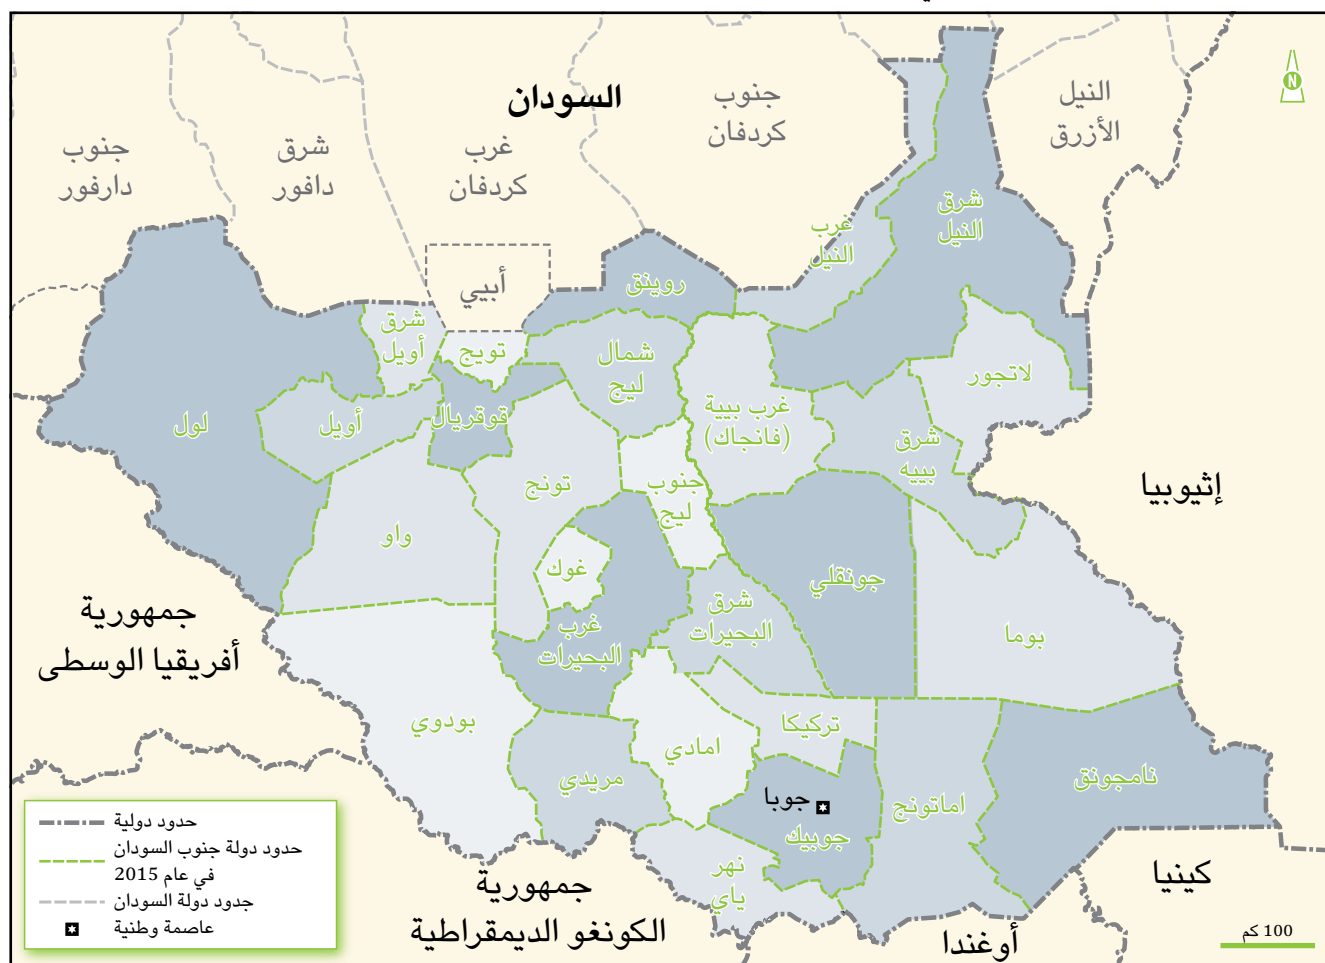 السودان
جنوب
كردفان
النيل
الأزرق
غرب
كردفان
شرق
دافور
جنوب
دارفور
أبيي
شرق
النيل
غرب
النيل
روينق
شمال
ليج
تويج
شرق
أويل
لاتجور
غرب بيية
(فانجاك)
قوقريال
أويل
لول
شرق
بييه
إثيوبيا
جنوب
ليج
تونج
واو
غوك
جونقلي
بوما
شرق
البحيرات
غرب
البحيرات
جمهورية
أفريقيا الوسطى
بودوي
تركيكا
امادي
مريدي
نامجونق
اماتونج
جوبا
جوبيك
نهر
ياي
كينيا
أوغندا
جمهورية
الكونغو الديمقراطية
حدود دولية
حدود دولة جنوب السودان
في عام 2015
جدود دولة السودان
عاصمة وطنية
100 كم
N